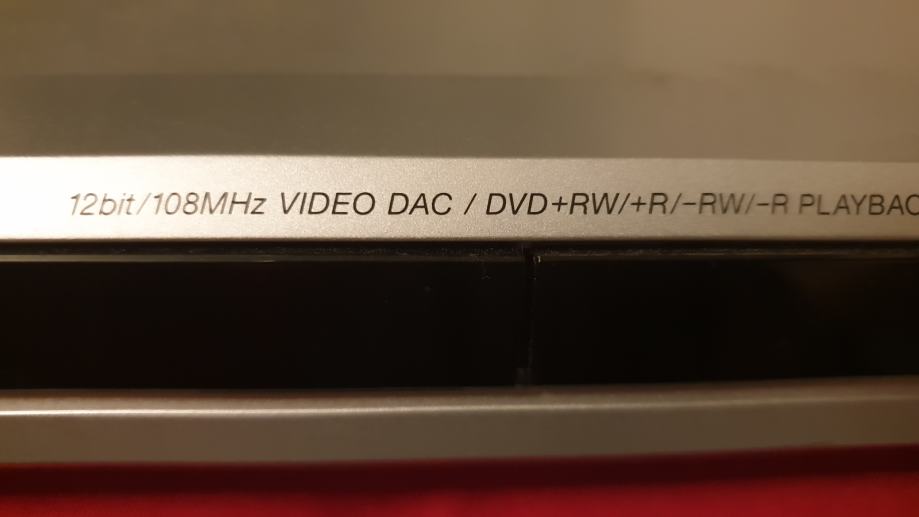 12bit/108MHz VIDEO DAC / DVD+RW/+R/-RW/-R PLAYBAC